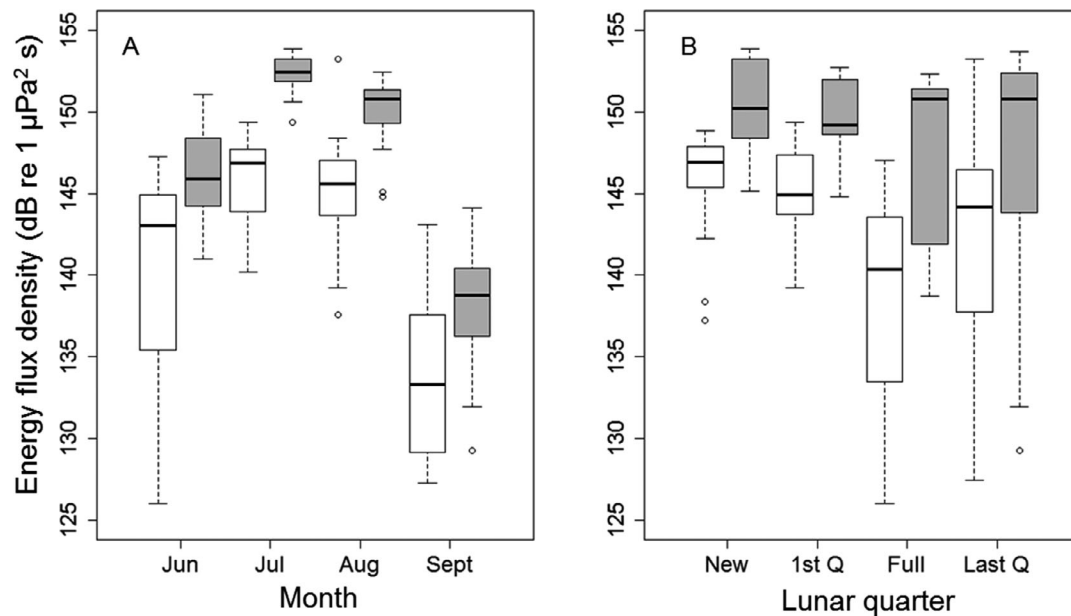 A
Energy flux density (dB re 1 µPa² s)
155
150
145
140
135
130
125
Jun Jul Aug Sept
Month
B
155
150
145
140
135
130
125
New 1st Q Full Last Q
Lunar quarter